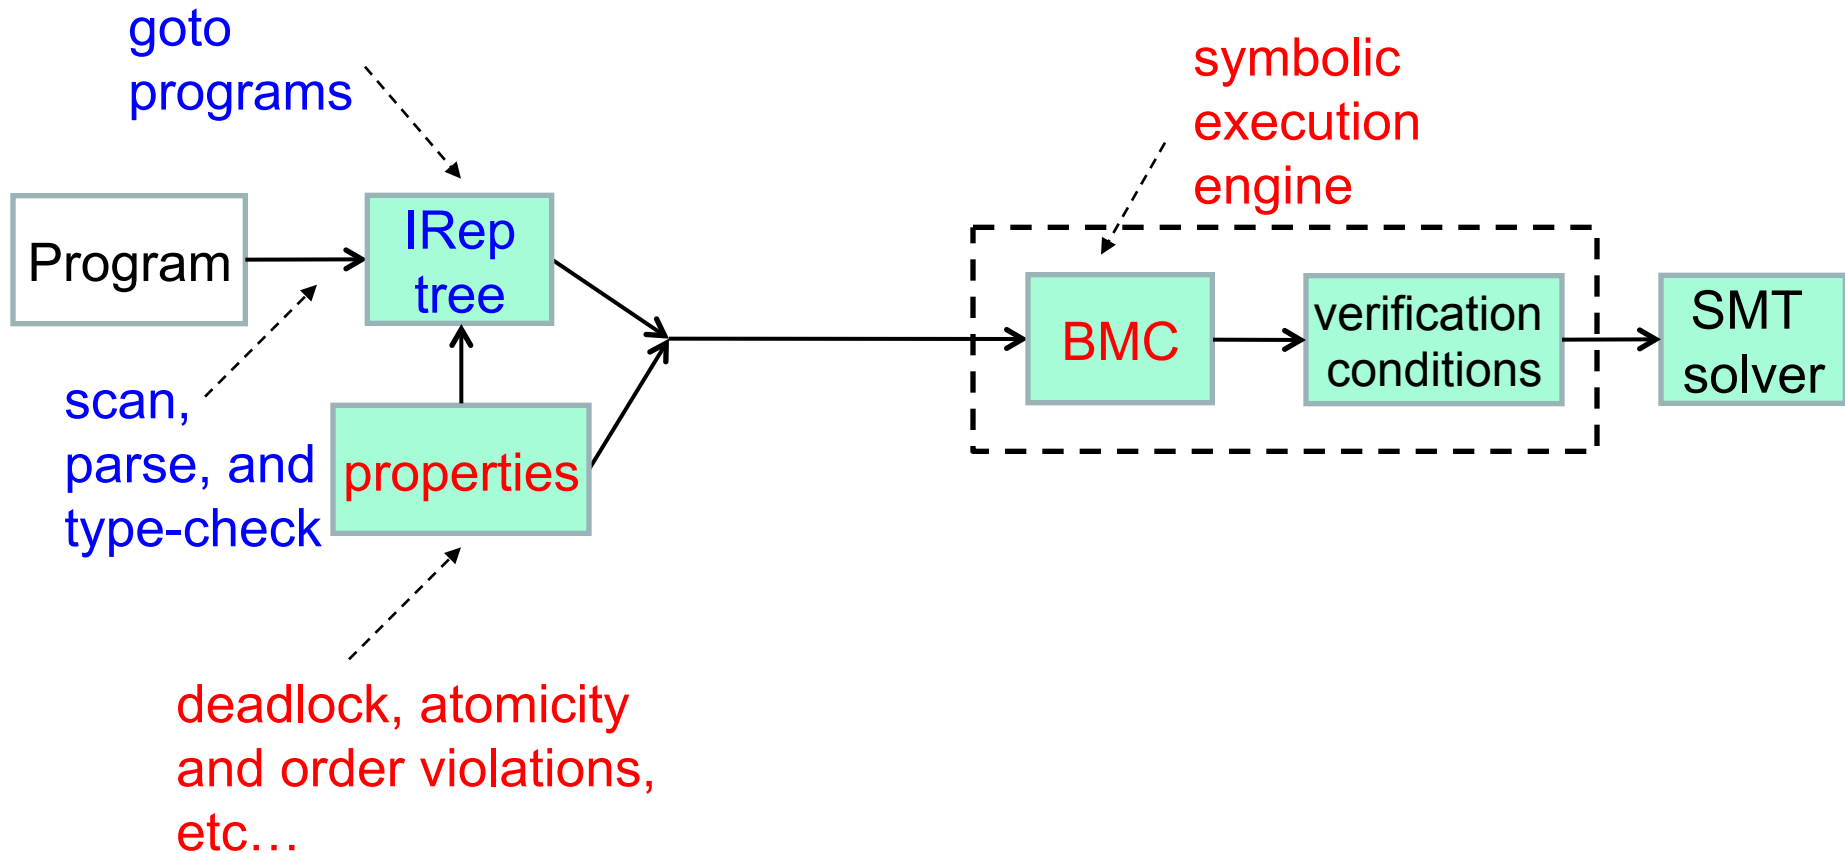 goto
programs
symbolic
execution
engine
Program
IRep
tree
BMC
verification
conditions
SMT
solver
scan,
parse, and
type-check
properties
deadlock, atomicity
and order violations,
etc…